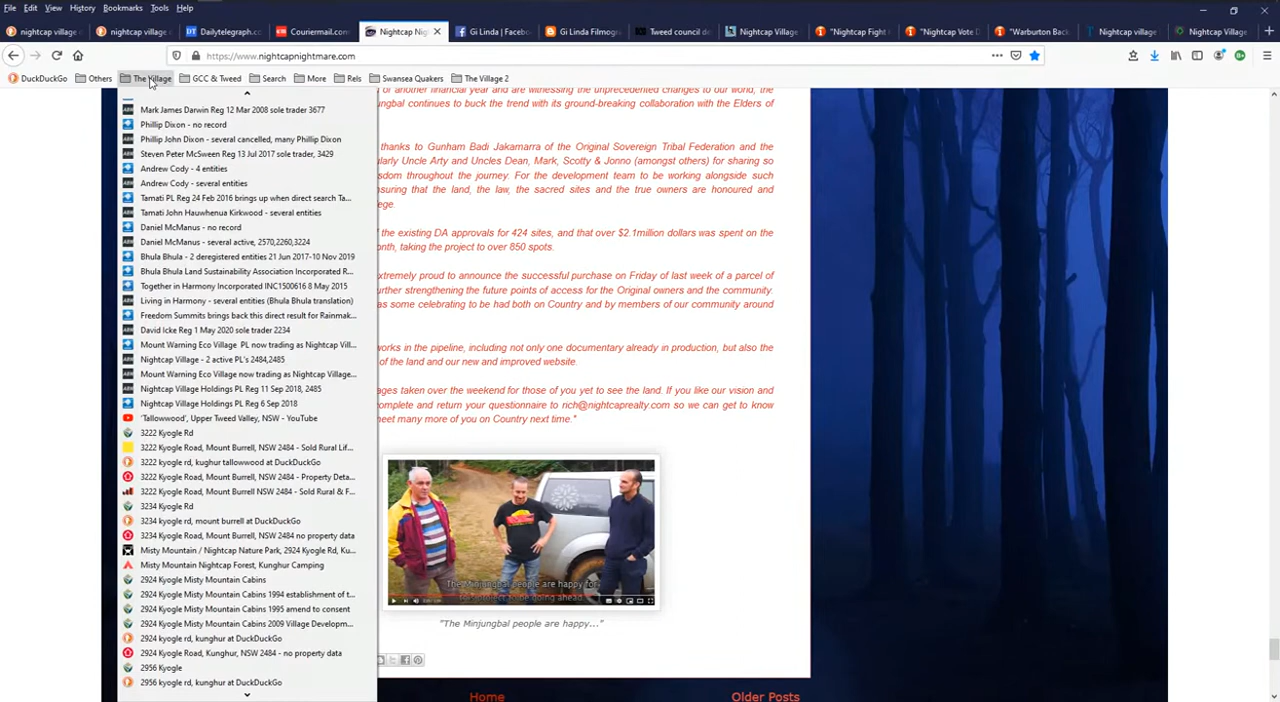 File Edit View History Bookmarks Tools Help
nightcap village nightcap village Dailytelegraph.co Couriermail.com Nightcap Nig Gi Linda | Facebo Gi Linda Filmogra Tweed council de Nightcap Village "Nightcap Fight "Nightcap Vote D "Warburton Back Nightcap village Nightcap Village
https://www.nightcapnightmare.com
DuckDuckGo Others The Village GCC & Tweed Search More Rels Swansea Quakers The Village 2
Mark James Darwin Reg 12 Mar 2008 sole trader 3677
Phillip Dixon - no record
Phillip John Dixon - several cancelled, many Phillip Dixon
Steven Peter McSween Reg 13 Jul 2017 sole trader, 3429
Andrew Cody - 4 entities
Andrew Cody - several entities
Tamati PL Reg 24 Feb 2016 brings up when direct search Ta...
Tamati John Hauwhenua Kirkwood - several entities
Daniel McManus - no record
Daniel McManus - several active, 2570,2260,3224
Bhula Bhula - 2 deregistered entities 21 Jun 2017-10 Nov 2019
Bhula Bhula Land Sustainability Association Incorporated R...
Together in Harmony Incorporated INC1500616 8 May 2015
Living in Harmony - several entities (Bhula Bhula translation)
Freedom Summits brings back this direct result for Rainmak...
David Icke Reg 1 May 2020 sole trader 2234
Mount Warning Eco Village PL now trading as Nightcap Vill...
Nightcap Village - 2 active PL's 2484,2485
Mount Warning Eco Village now trading as Nightcap Village...
Nightcap Village Holdings PL Reg 11 Sep 2018, 2485
Nightcap Village Holdings PL Reg 6 Sep 2018
'Tallowwood', Upper Tweed Valley, NSW - YouTube
3222 Kyogle Rd
3222 Kyogle Road, Mount Burrell, NSW 2484 - Sold Rural Lif...
3222 kyogle rd, kughur tallowwood at DuckDuckGo
3222 Kyogle Road, Mount Burrell, NSW 2484 - Property Deta...
3222 Kyogle Road, Mount Burrell NSW 2484 - Sold Rural & F...
3234 Kyogle Rd
3234 kyogle rd, mount burrell at DuckDuckGo
3234 Kyogle Road, Mount Burrell NSW 2484 no property data
Misty Mountain / Nightcap Nature Park, 2924 Kyogle Rd, Ku...
Misty Mountain Nightcap Forest, Kunghur Camping
2924 Kyogle Misty Mountain Cabins
2924 Kyogle Misty Mountain Cabins 1994 establishment of t...
2924 Kyogle Misty Mountain Cabins 1995 amend to consent
2924 Kyogle Misty Mountain Cabins 2009 Village Developm...
2924 kyogle rd, kunghur at DuckDuckGo
2924 Kyogle Road, Kunghur, NSW 2484 - no property data
2956 Kyogle
2956 kyogle rd, kunghur at DuckDuckGo
of another financial year and are witnessing the unprecedented changes to our world, the
ngbal continues to buck the trend with its ground-breaking collaboration with the Elders of
thanks to Gunham Badi Jakamarra of the Original Sovereign Tribal Federation and the
ularly Uncle Arty and Uncles Dean, Mark, Scotty & Jonno (amongst others) for sharing so
sdom throughout the journey. For the development team to be working alongside such
nsuring that the land, the law, the sacred sites and the true owners are honoured and
ege.
f the existing DA approvals for 424 sites, and that over $2.1million dollars was spent on the
onth, taking the project to over 850 spots.
xtremely proud to announce the successful purchase on Friday of last week of a parcel of
urther strengthening the future points of access for the Original owners and the community.
as some celebrating to be had both on Country and by members of our community around
works in the pipeline, including not only one documentary already in production, but also the
of the land and our new and improved website.
ages taken over the weekend for those of you yet to see the land. If you like our vision and
omplete and return your questionnaire to rich@nightcaprealty.com so we can get to know
meet many more of you on Country next time."
The Minjungbal people are happy for
"The Minjungbal people are happy..."
Home Older Posts